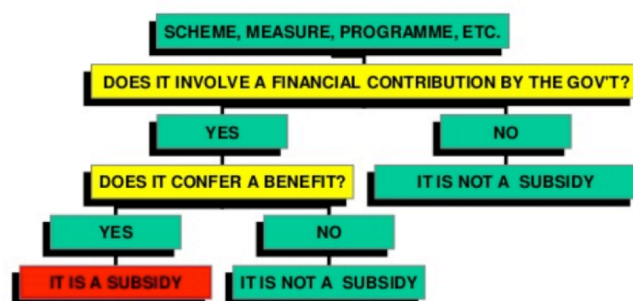 SCHEME, MEASURE, PROGRAMME, ETC.
DOES IT INVOLVE A FINANCIAL CONTRIBUTION BY THE GOV'T?
YES
NO
DOES IT CONFER A BENEFIT?
IT IS NOT A SUBSIDY
YES
NO
IT IS A SUBSIDY
IT IS NOT A SUBSIDY